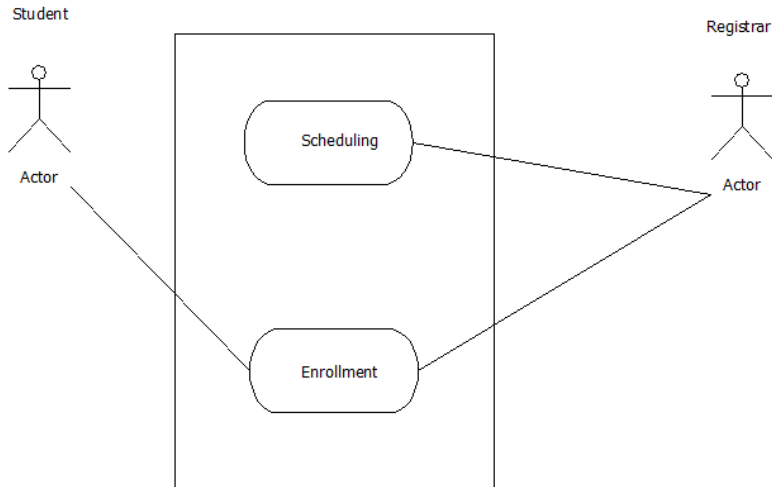 Student
Registrar
Scheduling
Actor
Actor
Enrollment